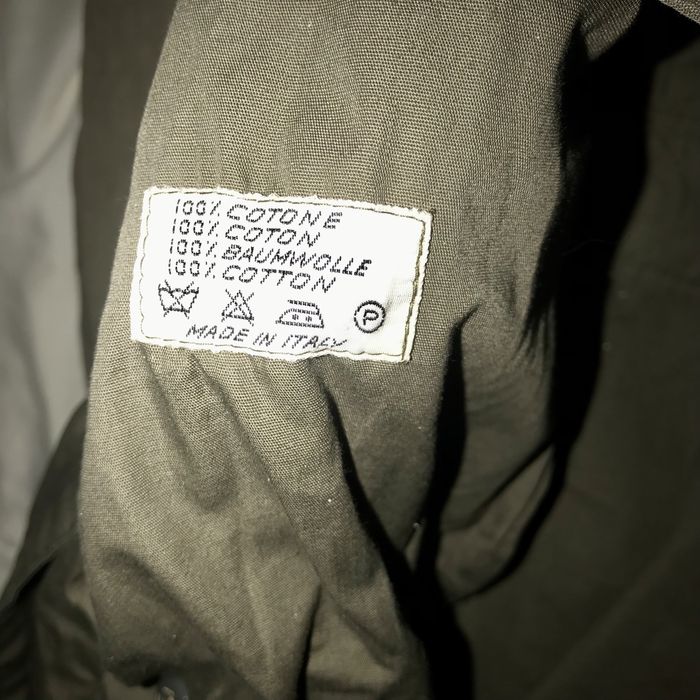 100% COTONE
100% COTON
100% BAUMWOLLE
100% COTTON
P
MADE IN ITALY